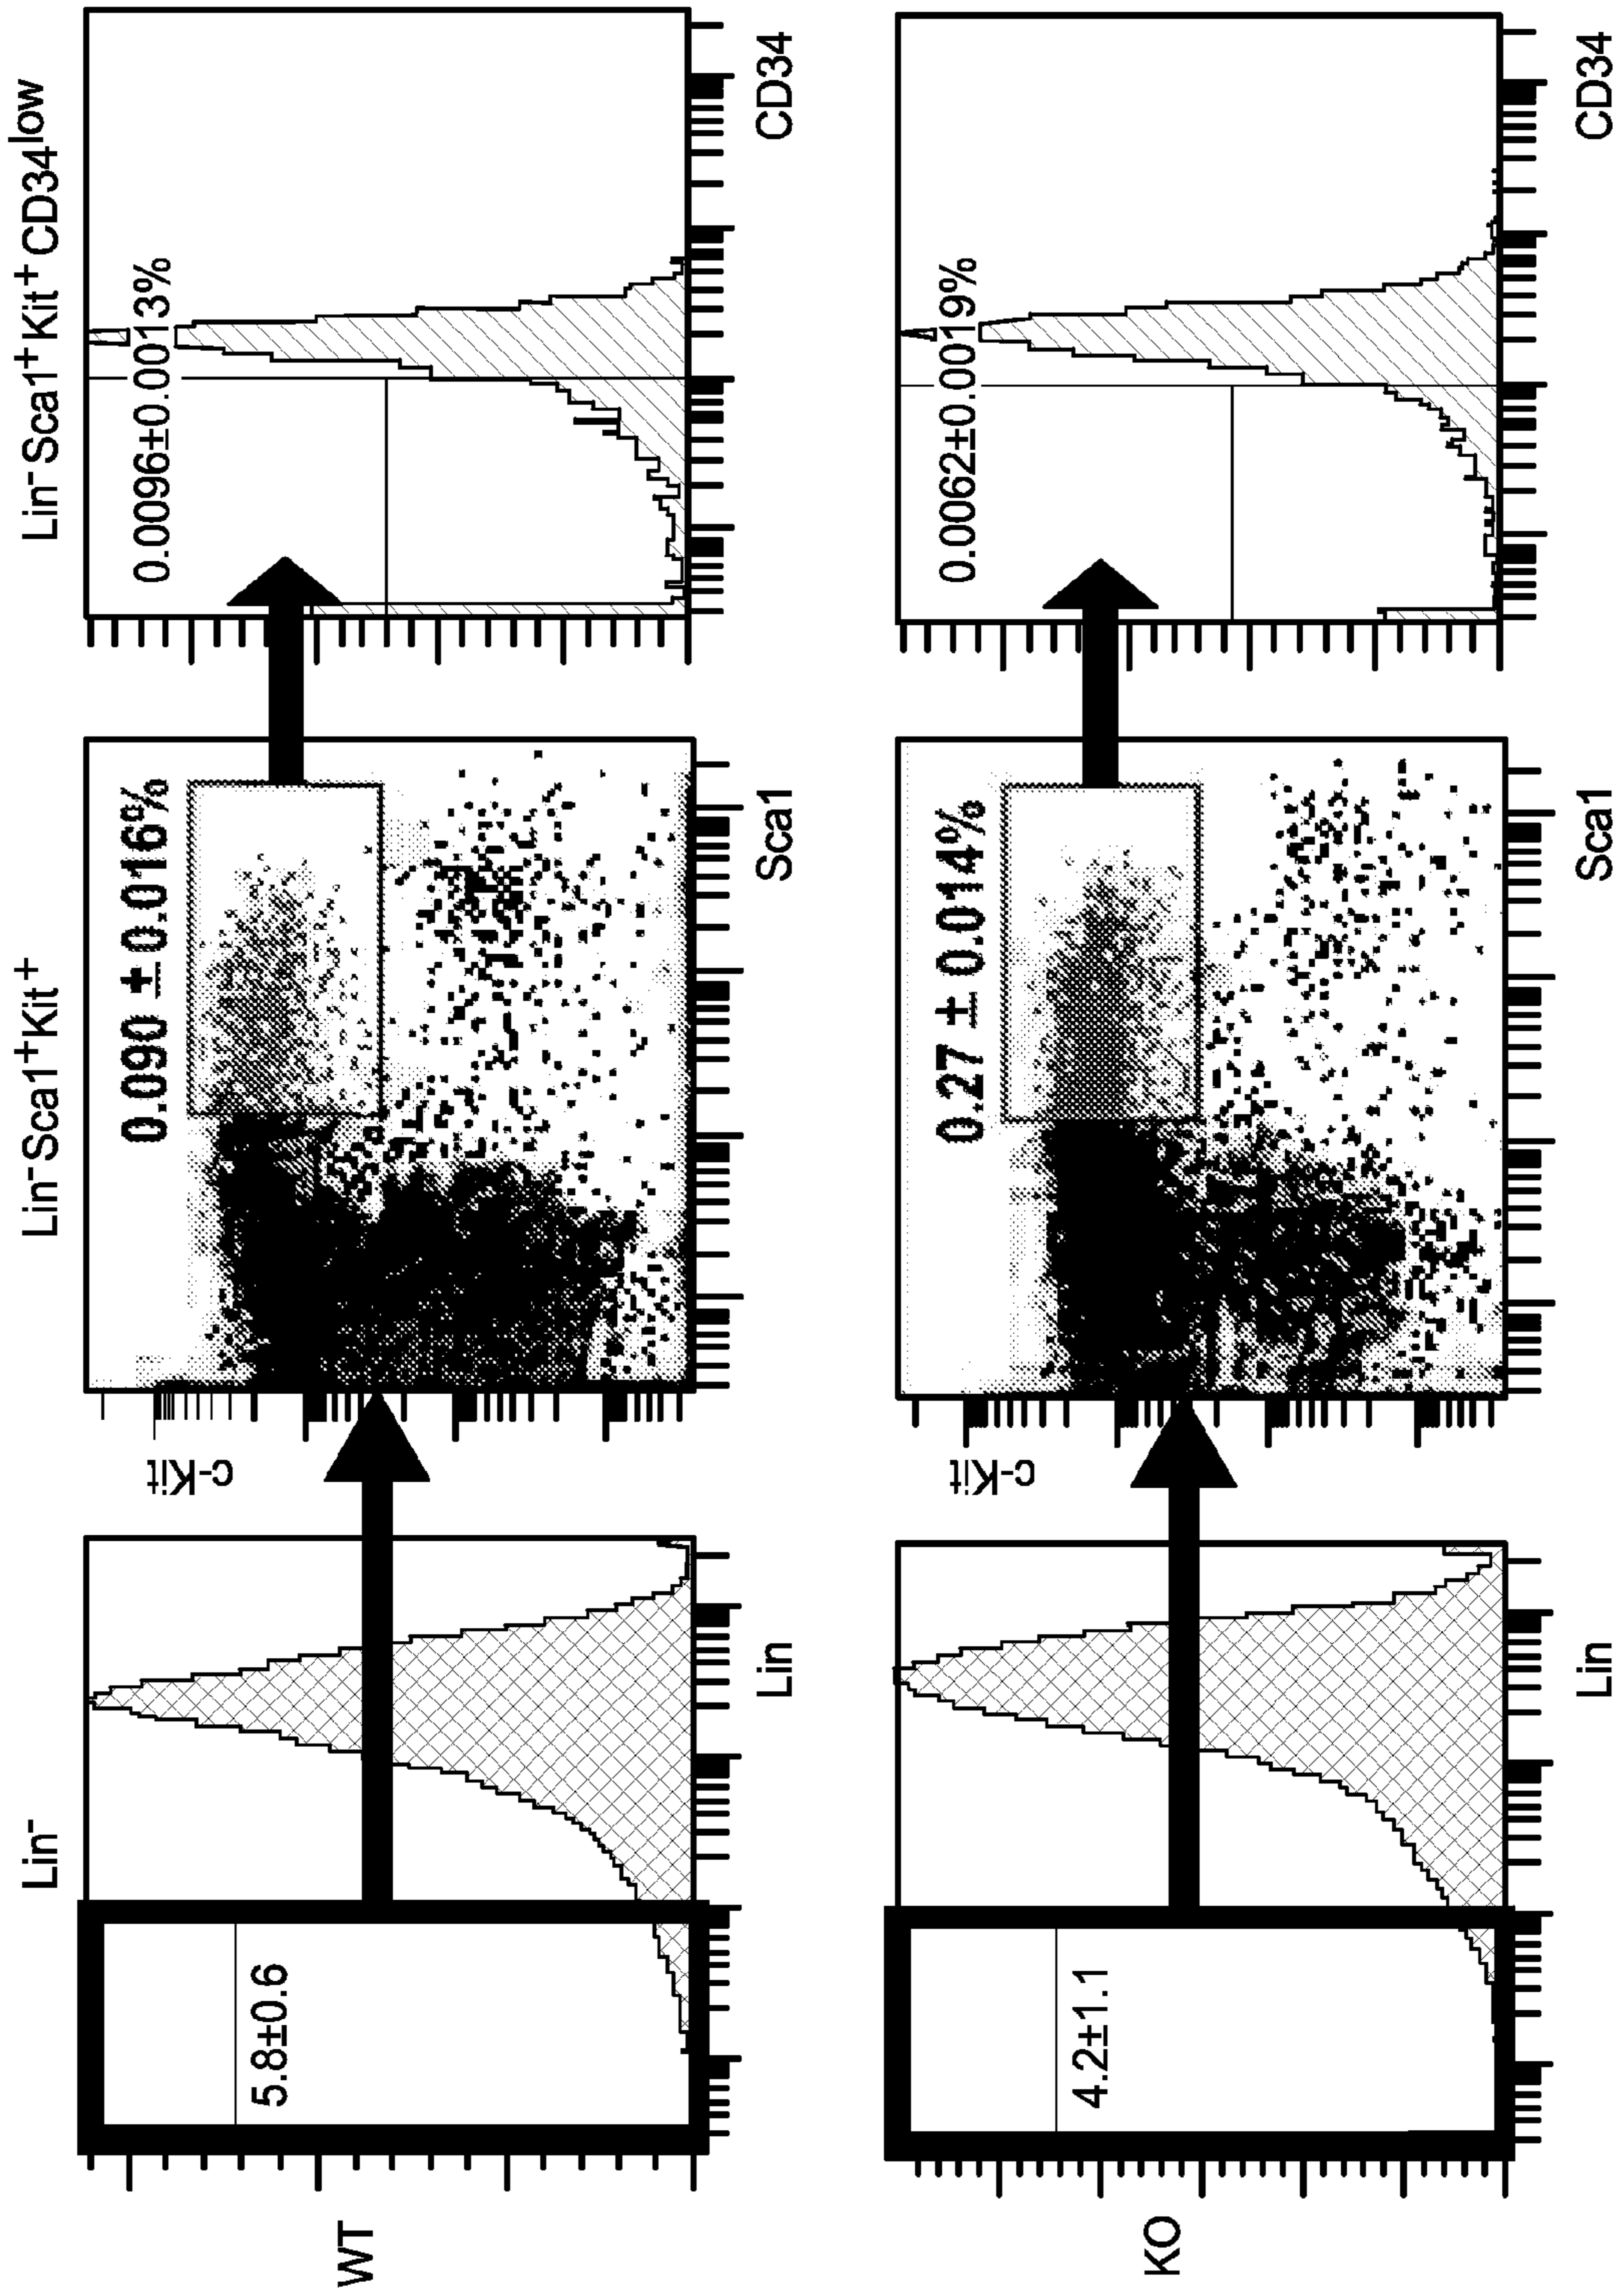 Lin⁻
Lin⁻Sca1⁺Kit⁺
Lin⁻Sca1⁺Kit⁺CD34ˡᵒʷ
WT
5.8±0.6
Lin
c-Kit
0.090 ±0.016%
Sca1
0.0096±0.0013%
CD34
KO
4.2±1.1
Lin
c-Kit
0.27 ± 0.014%
Sca1
0.0062±0.0019%
CD34